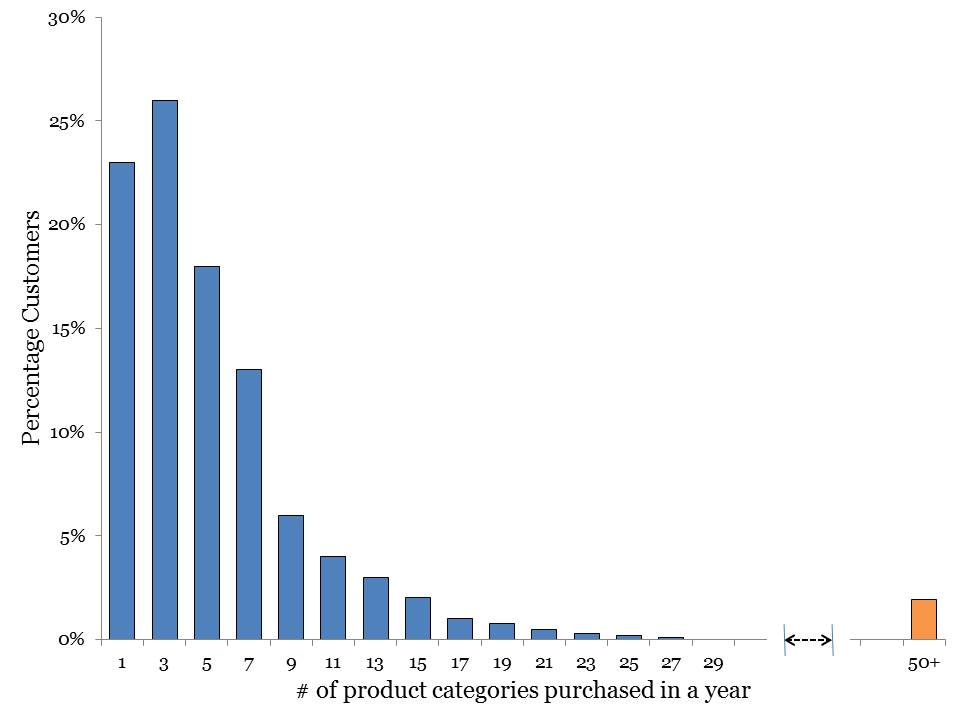 30%
25%
20%
15%
10%
5%
0%
Percentage Customers
1 3 5 7 9 11 13 15 17 19 21 23 25 27 29 50+
# of product categories purchased in a year